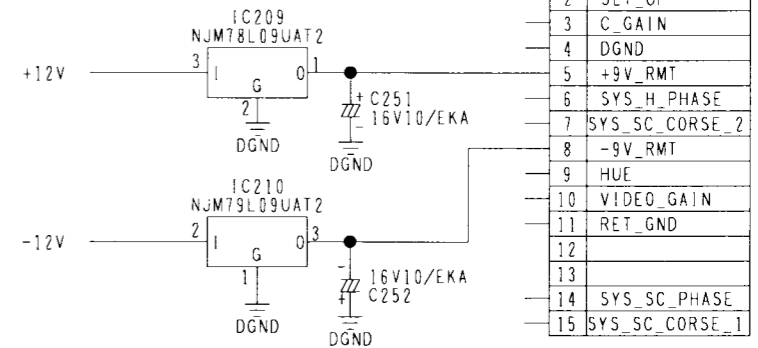 IC209
NJM78L09UAT2
+12V
3
I
O
1
G
2
DGND
+
C251
16V10/EKA
-
DGND
IC210
NJM79L09UAT2
-12V
2
I
O
3
G
1
DGND
-
16V10/EKA
+
C252
DGND
2
3 C_GAIN
4 DGND
5 +9V_RMT
6 SYS_H_PHASE
7 SYS_SC_CORSE_2
8 -9V_RMT
9 HUE
10 VIDEO_GAIN
11 RET_GND
12
13
14 SYS_SC_PHASE
15 SYS_SC_CORSE_1